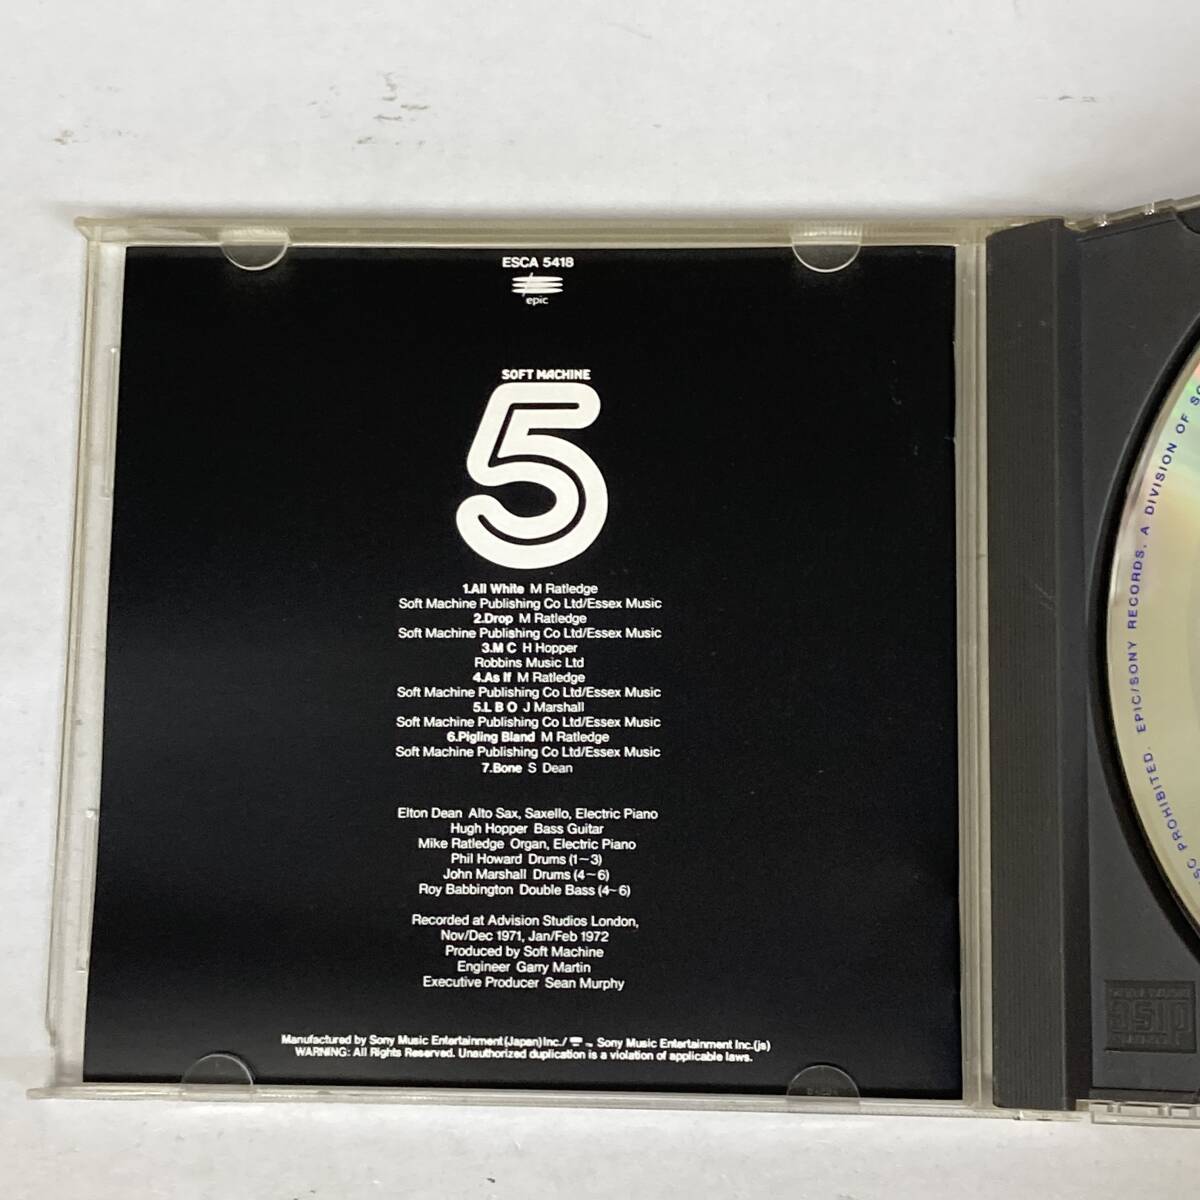 ESCA 5418
epic
SOFT MACHINE
5
1.All White M Ratledge
Soft Machine Publishing Co Ltd/Essex Music
2.Drop M Ratledge
Soft Machine Publishing Co Ltd/Essex Music
3.M C H Hopper
Robbins Music Ltd
4.As If M Ratledge
Soft Machine Publishing Co Ltd/Essex Music
5.L B O J Marshall
Soft Machine Publishing Co Ltd/Essex Music
6.Pigling Bland M Ratledge
Soft Machine Publishing Co Ltd/Essex Music
7.Bone S Dean
Elton Dean Alto Sax, Saxello, Electric Piano
Hugh Hopper Bass Guitar
Mike Ratledge Organ, Electric Piano
Phil Howard Drums (1~3)
John Marshall Drums (4~6)
Roy Babbington Double Bass (4~6)
Recorded at Advision Studios London,
Nov/Dec 1971, Jan/Feb 1972
Produced by Soft Machine
Engineer Garry Martin
Executive Producer Sean Murphy
Manufactured by Sony Music Entertainment(Japan)Inc./ Sony Music Entertainment Inc.(js)
WARNING: All Rights Reserved. Unauthorized duplication is a violation of applicable laws.
SC PROHIBITED. EPIC/SONY RECORDS, A DIVISION OF SO
disc